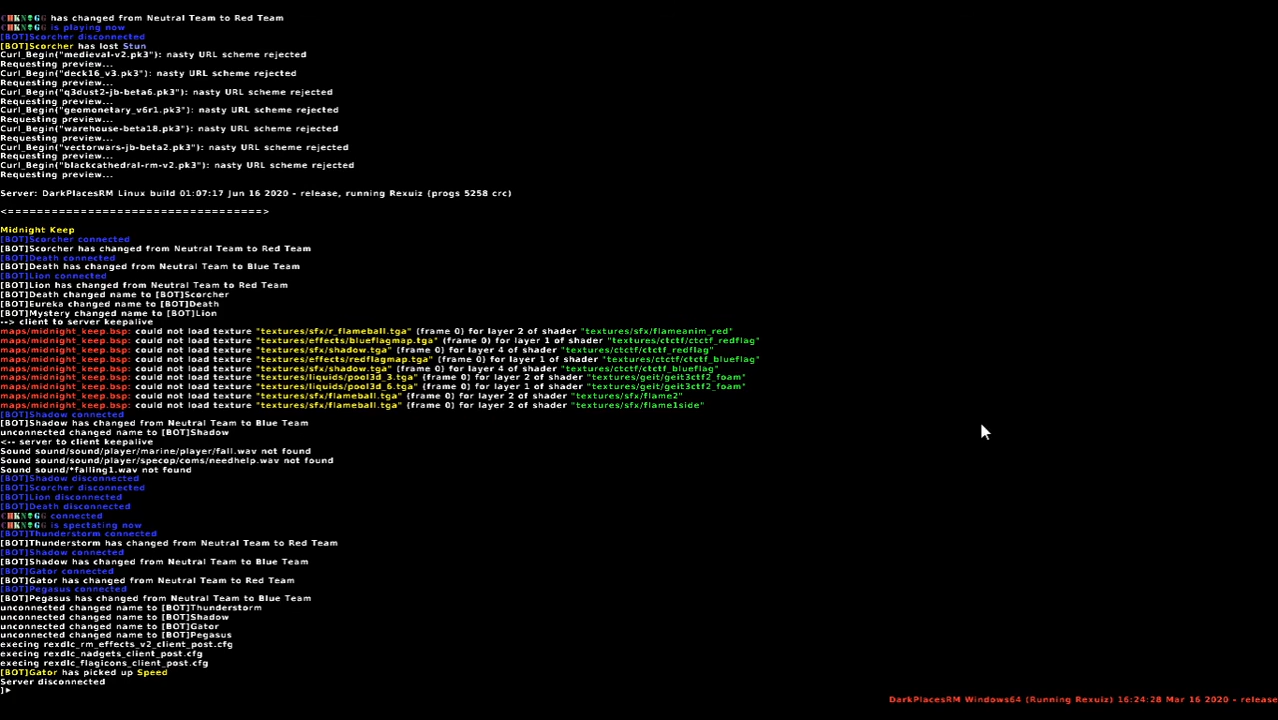 CHKN☻GG has changed from Neutral Team to Red Team
CHKN☻GG is playing now
[BOT]Scorcher disconnected
[BOT]Scorcher has lost Stun
Curl_Begin("medieval-v2.pk3"): nasty URL scheme rejected
Requesting preview...
Curl_Begin("deck16_v3.pk3"): nasty URL scheme rejected
Requesting preview...
Curl_Begin("q3dust2-jb-beta6.pk3"): nasty URL scheme rejected
Requesting preview...
Curl_Begin("geomonetary_v6r1.pk3"): nasty URL scheme rejected
Requesting preview...
Curl_Begin("warehouse-beta18.pk3"): nasty URL scheme rejected
Requesting preview...
Curl_Begin("vectorwars-jb-beta2.pk3"): nasty URL scheme rejected
Requesting preview...
Curl_Begin("blackcathedral-rm-v2.pk3"): nasty URL scheme rejected
Requesting preview...
Server: DarkPlacesRM Linux build 01:07:17 Jun 16 2020 - release, running Rexuiz (progs 5258 crc)
<===================================>
Midnight Keep
[BOT]Scorcher connected
[BOT]Scorcher has changed from Neutral Team to Red Team
[BOT]Death connected
[BOT]Death has changed from Neutral Team to Blue Team
[BOT]Lion connected
[BOT]Lion has changed from Neutral Team to Red Team
[BOT]Death changed name to [BOT]Scorcher
[BOT]Eureka changed name to [BOT]Death
[BOT]Mystery changed name to [BOT]Lion
--> client to server keepalive
maps/midnight_keep.bsp: could not load texture "textures/sfx/r_flameball.tga" (frame 0) for layer 2 of shader "textures/sfx/flameanim_red"
maps/midnight_keep.bsp: could not load texture "textures/effects/blueflagmap.tga" (frame 0) for layer 1 of shader "textures/ctctf/ctctf_redflag"
maps/midnight_keep.bsp: could not load texture "textures/sfx/shadow.tga" (frame 0) for layer 4 of shader "textures/ctctf/ctctf_redflag"
maps/midnight_keep.bsp: could not load texture "textures/effects/redflagmap.tga" (frame 0) for layer 1 of shader "textures/ctctf/ctctf_blueflag"
maps/midnight_keep.bsp: could not load texture "textures/sfx/shadow.tga" (frame 0) for layer 4 of shader "textures/ctctf/ctctf_blueflag"
maps/midnight_keep.bsp: could not load texture "textures/liquids/pool3d_3.tga" (frame 0) for layer 2 of shader "textures/geit/geit3ctf2_foam"
maps/midnight_keep.bsp: could not load texture "textures/liquids/pool3d_6.tga" (frame 0) for layer 1 of shader "textures/geit/geit3ctf2_foam"
maps/midnight_keep.bsp: could not load texture "textures/sfx/flameball.tga" (frame 0) for layer 2 of shader "textures/sfx/flame2"
maps/midnight_keep.bsp: could not load texture "textures/sfx/flameball.tga" (frame 0) for layer 2 of shader "textures/sfx/flame1side"
[BOT]Shadow connected
[BOT]Shadow has changed from Neutral Team to Blue Team
unconnected changed name to [BOT]Shadow
<-- server to client keepalive
Sound sound/sound/player/marine/player/fall.wav not found
Sound sound/sound/player/specop/coms/needhelp.wav not found
Sound sound/*falling1.wav not found
[BOT]Shadow disconnected
[BOT]Scorcher disconnected
[BOT]Lion disconnected
[BOT]Death disconnected
CHKN☻GG connected
CHKN☻GG is spectating now
[BOT]Thunderstorm connected
[BOT]Thunderstorm has changed from Neutral Team to Red Team
[BOT]Shadow connected
[BOT]Shadow has changed from Neutral Team to Blue Team
[BOT]Gator connected
[BOT]Gator has changed from Neutral Team to Red Team
[BOT]Pegasus connected
[BOT]Pegasus has changed from Neutral Team to Blue Team
unconnected changed name to [BOT]Thunderstorm
unconnected changed name to [BOT]Shadow
unconnected changed name to [BOT]Gator
unconnected changed name to [BOT]Pegasus
execing rexdlc_rm_effects_v2_client_post.cfg
execing rexdlc_nadgets_client_post.cfg
execing rexdlc_flagicons_client_post.cfg
[BOT]Gator has picked up Speed
Server disconnected
]
DarkPlacesRM Windows64 (Running Rexuiz) 16:24:28 Mar 16 2020 - release